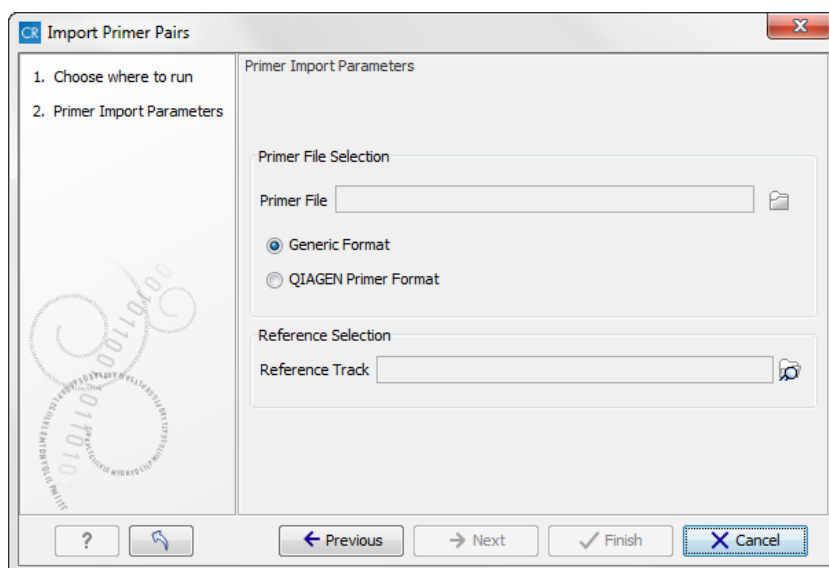 CR Import Primer Pairs
X
1. Choose where to run
2. Primer Import Parameters
Primer Import Parameters
Primer File Selection
Primer File
Generic Format
QIAGEN Primer Format
Reference Selection
Reference Track
?
Previous
Next
Finish
Cancel